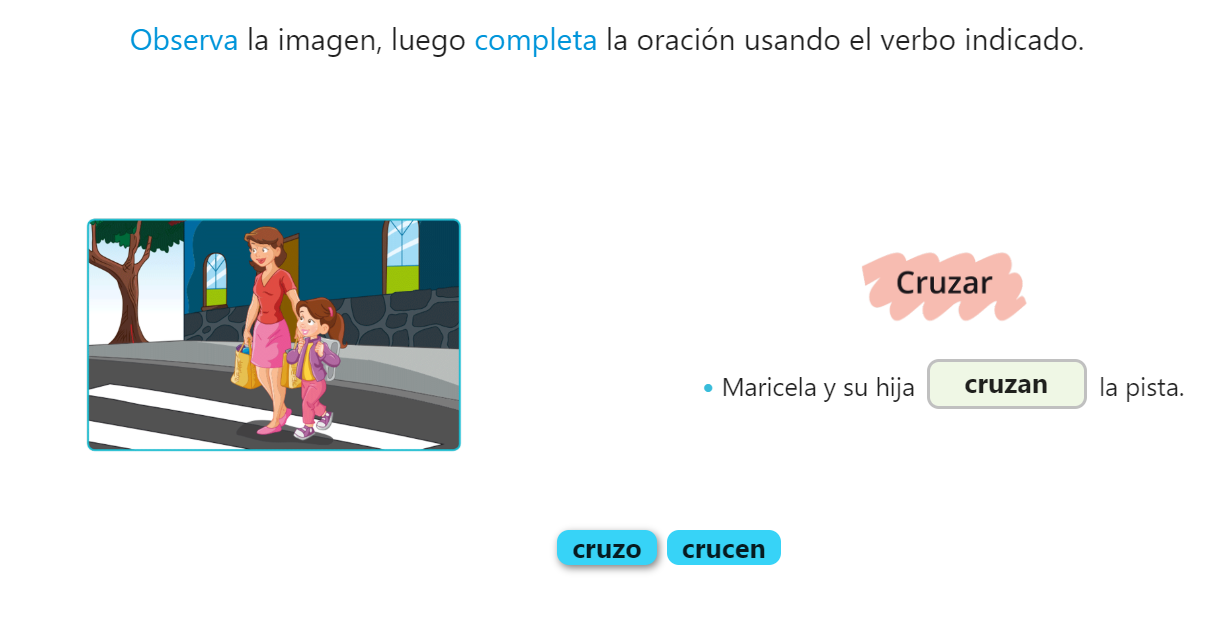 Observa la imagen, luego completa la oración usando el verbo indicado.
Cruzar
• Maricela y su hija cruzan la pista.
cruzo crucen